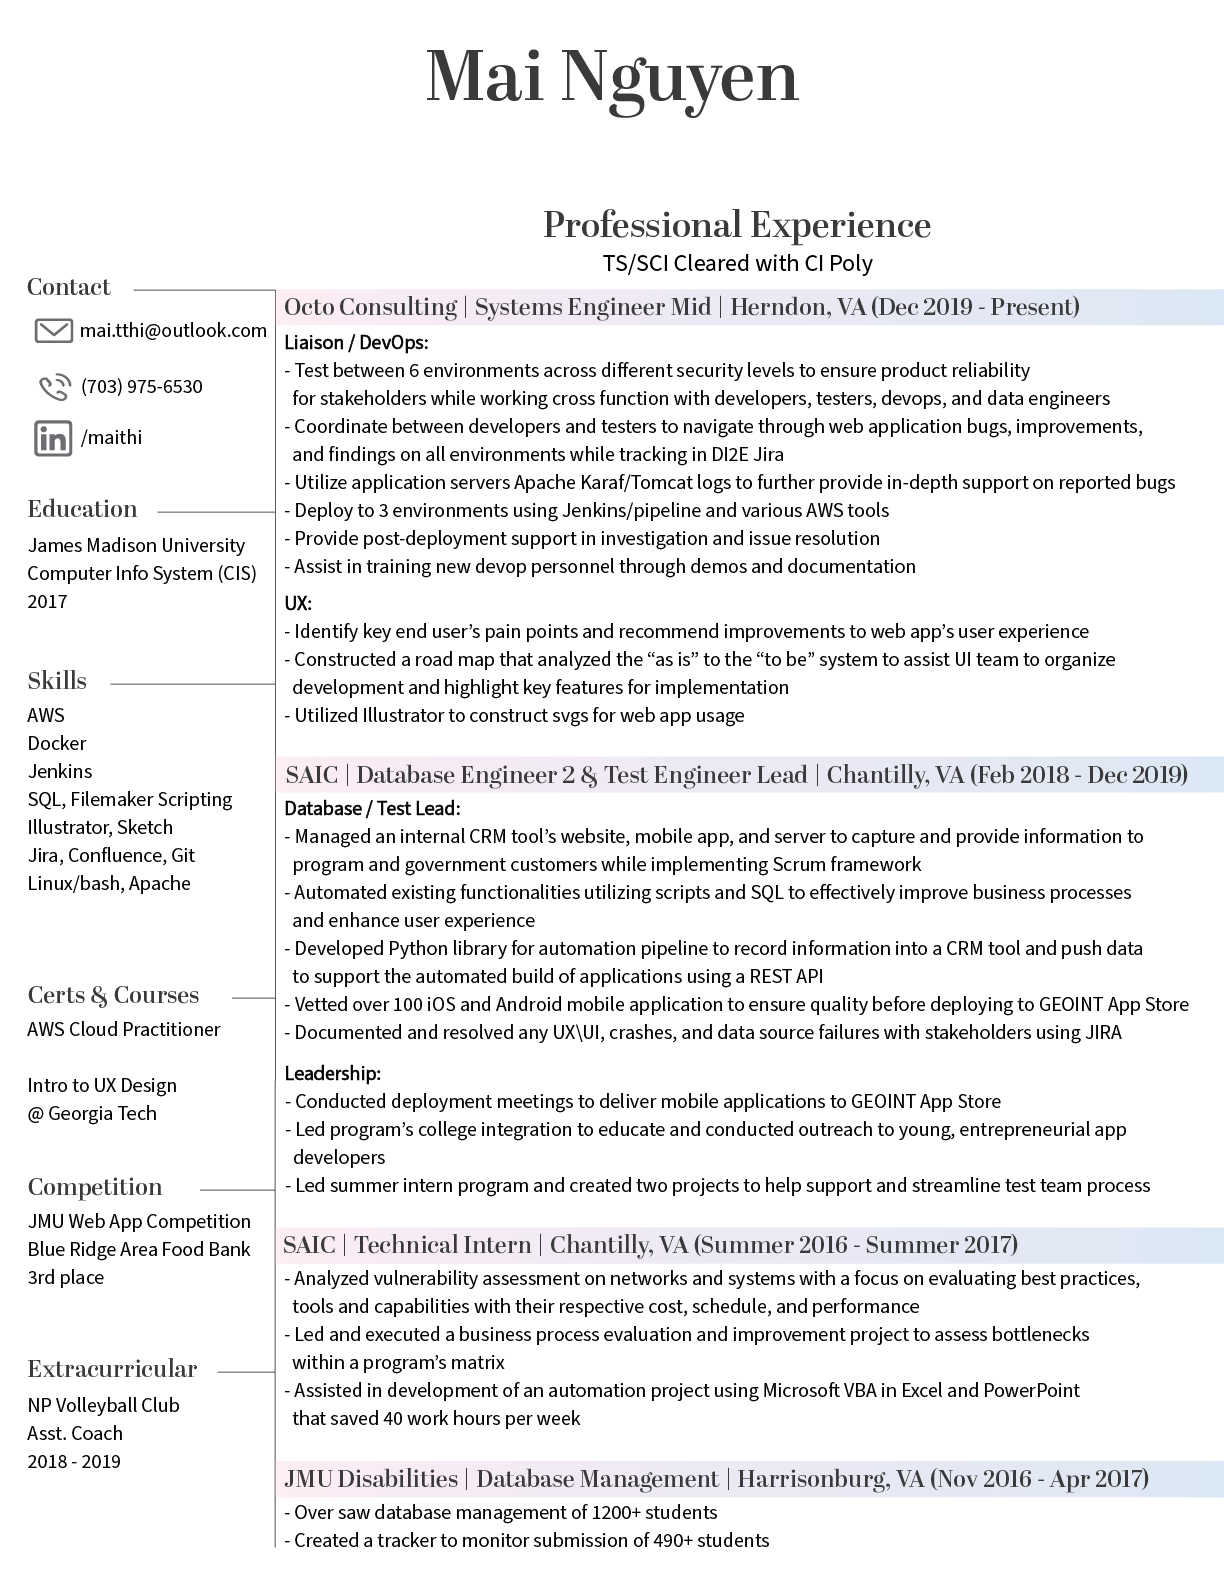 Mai Nguyen
Contact
mai.tthi@outlook.com
(703) 975-6530
/maithi
Education
James Madison University
Computer Info System (CIS)
2017
Skills
AWS
Docker
Jenkins
SQL, Filemaker Scripting
Illustrator, Sketch
Jira, Confluence, Git
Linux/bash, Apache
Certs & Courses
AWS Cloud Practitioner
Intro to UX Design
@ Georgia Tech
Competition
JMU Web App Competition
Blue Ridge Area Food Bank
3rd place
Extracurricular
NP Volleyball Club
Asst. Coach
2018 - 2019
Professional Experience
TS/SCI Cleared with CI Poly
Octo Consulting | Systems Engineer Mid | Herndon, VA (Dec 2019 - Present)
Liaison / DevOps:
- Test between 6 environments across different security levels to ensure product reliability
for stakeholders while working cross function with developers, testers, devops, and data engineers
- Coordinate between developers and testers to navigate through web application bugs, improvements,
and findings on all environments while tracking in DI2E Jira
- Utilize application servers Apache Karaf/Tomcat logs to further provide in-depth support on reported bugs
- Deploy to 3 environments using Jenkins/pipeline and various AWS tools
- Provide post-deployment support in investigation and issue resolution
- Assist in training new devop personnel through demos and documentation
UX:
- Identify key end user’s pain points and recommend improvements to web app’s user experience
- Constructed a road map that analyzed the “as is” to the “to be” system to assist UI team to organize
development and highlight key features for implementation
- Utilized Illustrator to construct svgs for web app usage
SAIC | Database Engineer 2 & Test Engineer Lead | Chantilly, VA (Feb 2018 - Dec 2019)
Database / Test Lead:
- Managed an internal CRM tool’s website, mobile app, and server to capture and provide information to
program and government customers while implementing Scrum framework
- Automated existing functionalities utilizing scripts and SQL to effectively improve business processes
and enhance user experience
- Developed Python library for automation pipeline to record information into a CRM tool and push data
to support the automated build of applications using a REST API
- Vetted over 100 iOS and Android mobile application to ensure quality before deploying to GEOINT App Store
- Documented and resolved any UX\UI, crashes, and data source failures with stakeholders using JIRA
Leadership:
- Conducted deployment meetings to deliver mobile applications to GEOINT App Store
- Led program’s college integration to educate and conducted outreach to young, entrepreneurial app
developers
- Led summer intern program and created two projects to help support and streamline test team process
SAIC | Technical Intern | Chantilly, VA (Summer 2016 - Summer 2017)
- Analyzed vulnerability assessment on networks and systems with a focus on evaluating best practices,
tools and capabilities with their respective cost, schedule, and performance
- Led and executed a business process evaluation and improvement project to assess bottlenecks
within a program’s matrix
- Assisted in development of an automation project using Microsoft VBA in Excel and PowerPoint
that saved 40 work hours per week
JMU Disabilities | Database Management | Harrisonburg, VA (Nov 2016 - Apr 2017)
- Over saw database management of 1200+ students
- Created a tracker to monitor submission of 490+ students